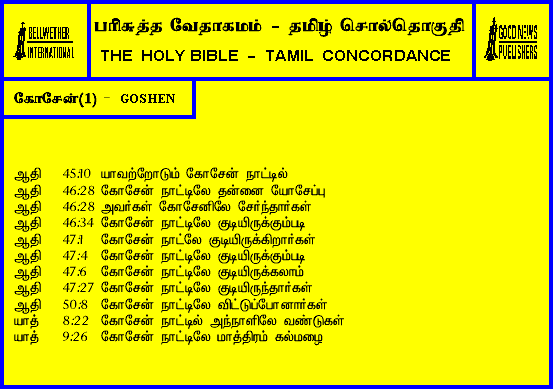 BELLWETHER
INTERNATIONAL
பரிசுத்த வேதாகமம் - தமிழ் சொல்தொகுதி
THE HOLY BIBLE - TAMIL CONCORDANCE
GOOD NEWS
PUBLISHERS
கோசேன்(1) - GOSHEN
ஆதி 45:10 யாவற்றோடும் கோசேன் நாட்டில்
ஆதி 46:28 கோசேன் நாட்டிலே தன்னை யோசேப்பு
ஆதி 46:28 அவர்கள் கோசேனிலே சேர்ந்தார்கள்
ஆதி 46:34 கோசேன் நாட்டிலே குடியிருக்கும்படி
ஆதி 47:1 கோசேன் நாட்லே குடியிருக்கிறார்கள்
ஆதி 47:4 கோசேன் நாட்டிலே குடியிருக்கும்படி
ஆதி 47:6 கோசேன் நாட்டிலே குடியிருக்கலாம்
ஆதி 47:27 கோசேன் நாட்டிலே குடியிருந்தார்கள்
ஆதி 50:8 கோசேன் நாட்டிலே விட்டுப்போனார்கள்
யாத் 8:22 கோசேன் நாட்டில் அந்நாளிலே வண்டுகள்
யாத் 9:26 கோசேன் நாட்டிலே மாத்திரம் கல்மழை